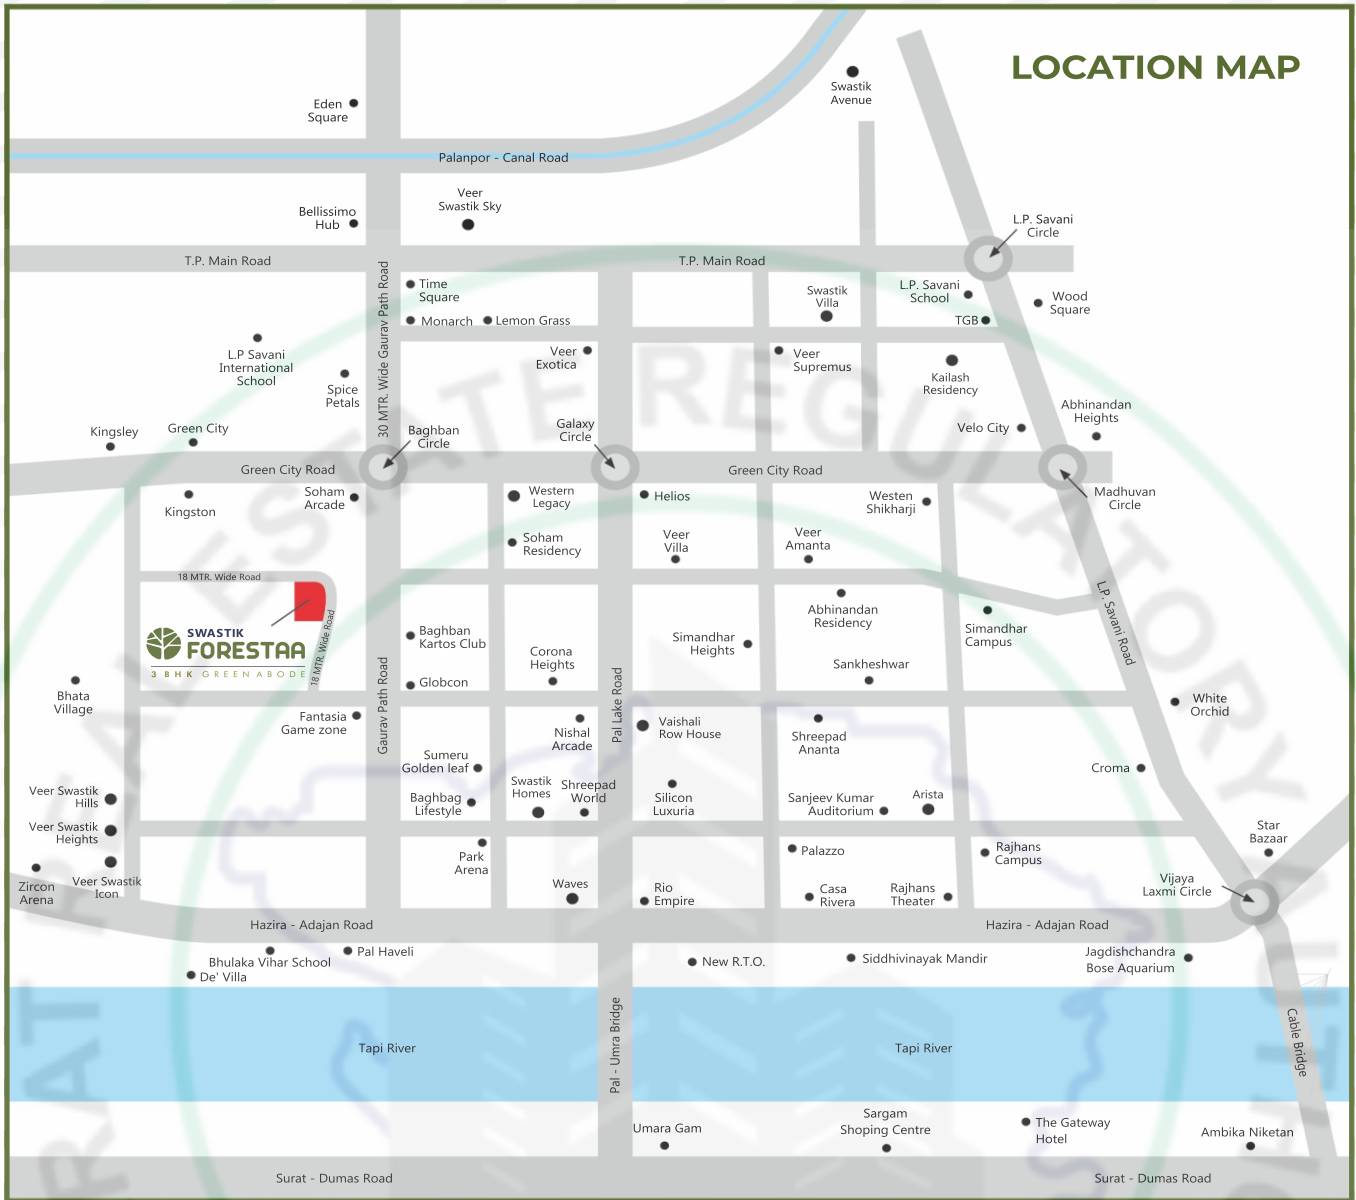 LOCATION MAP
Swastik
Avenue
Eden
Square
Palanpor - Canal Road
Veer
Swastik Sky
Bellissimo
Hub
L.P. Savani
Circle
T.P. Main Road
T.P. Main Road
30 MTR. Wide Gaurav Path Road
Time
Square
Monarch
Lemon Grass
Swastik
Villa
L.P. Savani
School
TGB
Wood
Square
L.P Savani
International
School
Spice
Petals
Veer
Exotica
Veer
Supremus
Kailash
Residency
Abhinandan
Heights
Kingsley
Green City
Baghban
Circle
Galaxy
Circle
Velo City
Green City Road
Green City Road
Kingston
Soham
Arcade
Western
Legacy
Helios
Westen
Shikharji
Madhuvan
Circle
Soham
Residency
Veer
Villa
Veer
Amanta
18 MTR. Wide Road
18 MTR. Wide Road
SWASTIK
FORESTAA
3 BHK GREEN ABODE
Baghban
Kartos Club
Abhinandan
Residency
Simandhar
Campus
L.P. Savani Road
Simandhar
Heights
Corona
Heights
Sankheshwar
Globcon
Bhata
Village
Fantasia
Game zone
Gaurav Path Road
Pal Lake Road
Nishal
Arcade
Vaishali
Row House
Shreepad
Ananta
White
Orchid
Sumeru
Golden leaf
Croma
Veer Swastik
Hills
Baghbag
Lifestyle
Swastik
Homes
Shreepad
World
Silicon
Luxuria
Sanjeev Kumar
Auditorium
Arista
Veer Swastik
Heights
Star
Bazaar
Park
Arena
Palazzo
Rajhans
Campus
Zircon
Arena
Veer Swastik
Icon
Waves
Rio
Empire
Casa
Rivera
Rajhans
Theater
Vijaya
Laxmi Circle
Hazira - Adajan Road
Hazira - Adajan Road
Bhulaka Vihar School
Pal Haveli
De' Villa
New R.T.O.
Siddhivinayak Mandir
Jagdishchandra
Bose Aquarium
Tapi River
Pal - Umra Bridge
Tapi River
Cable Bridge
Umara Gam
Sargam
Shoping Centre
The Gateway
Hotel
Ambika Niketan
Surat - Dumas Road
Surat - Dumas Road
REAL ESTATE REGULATORY